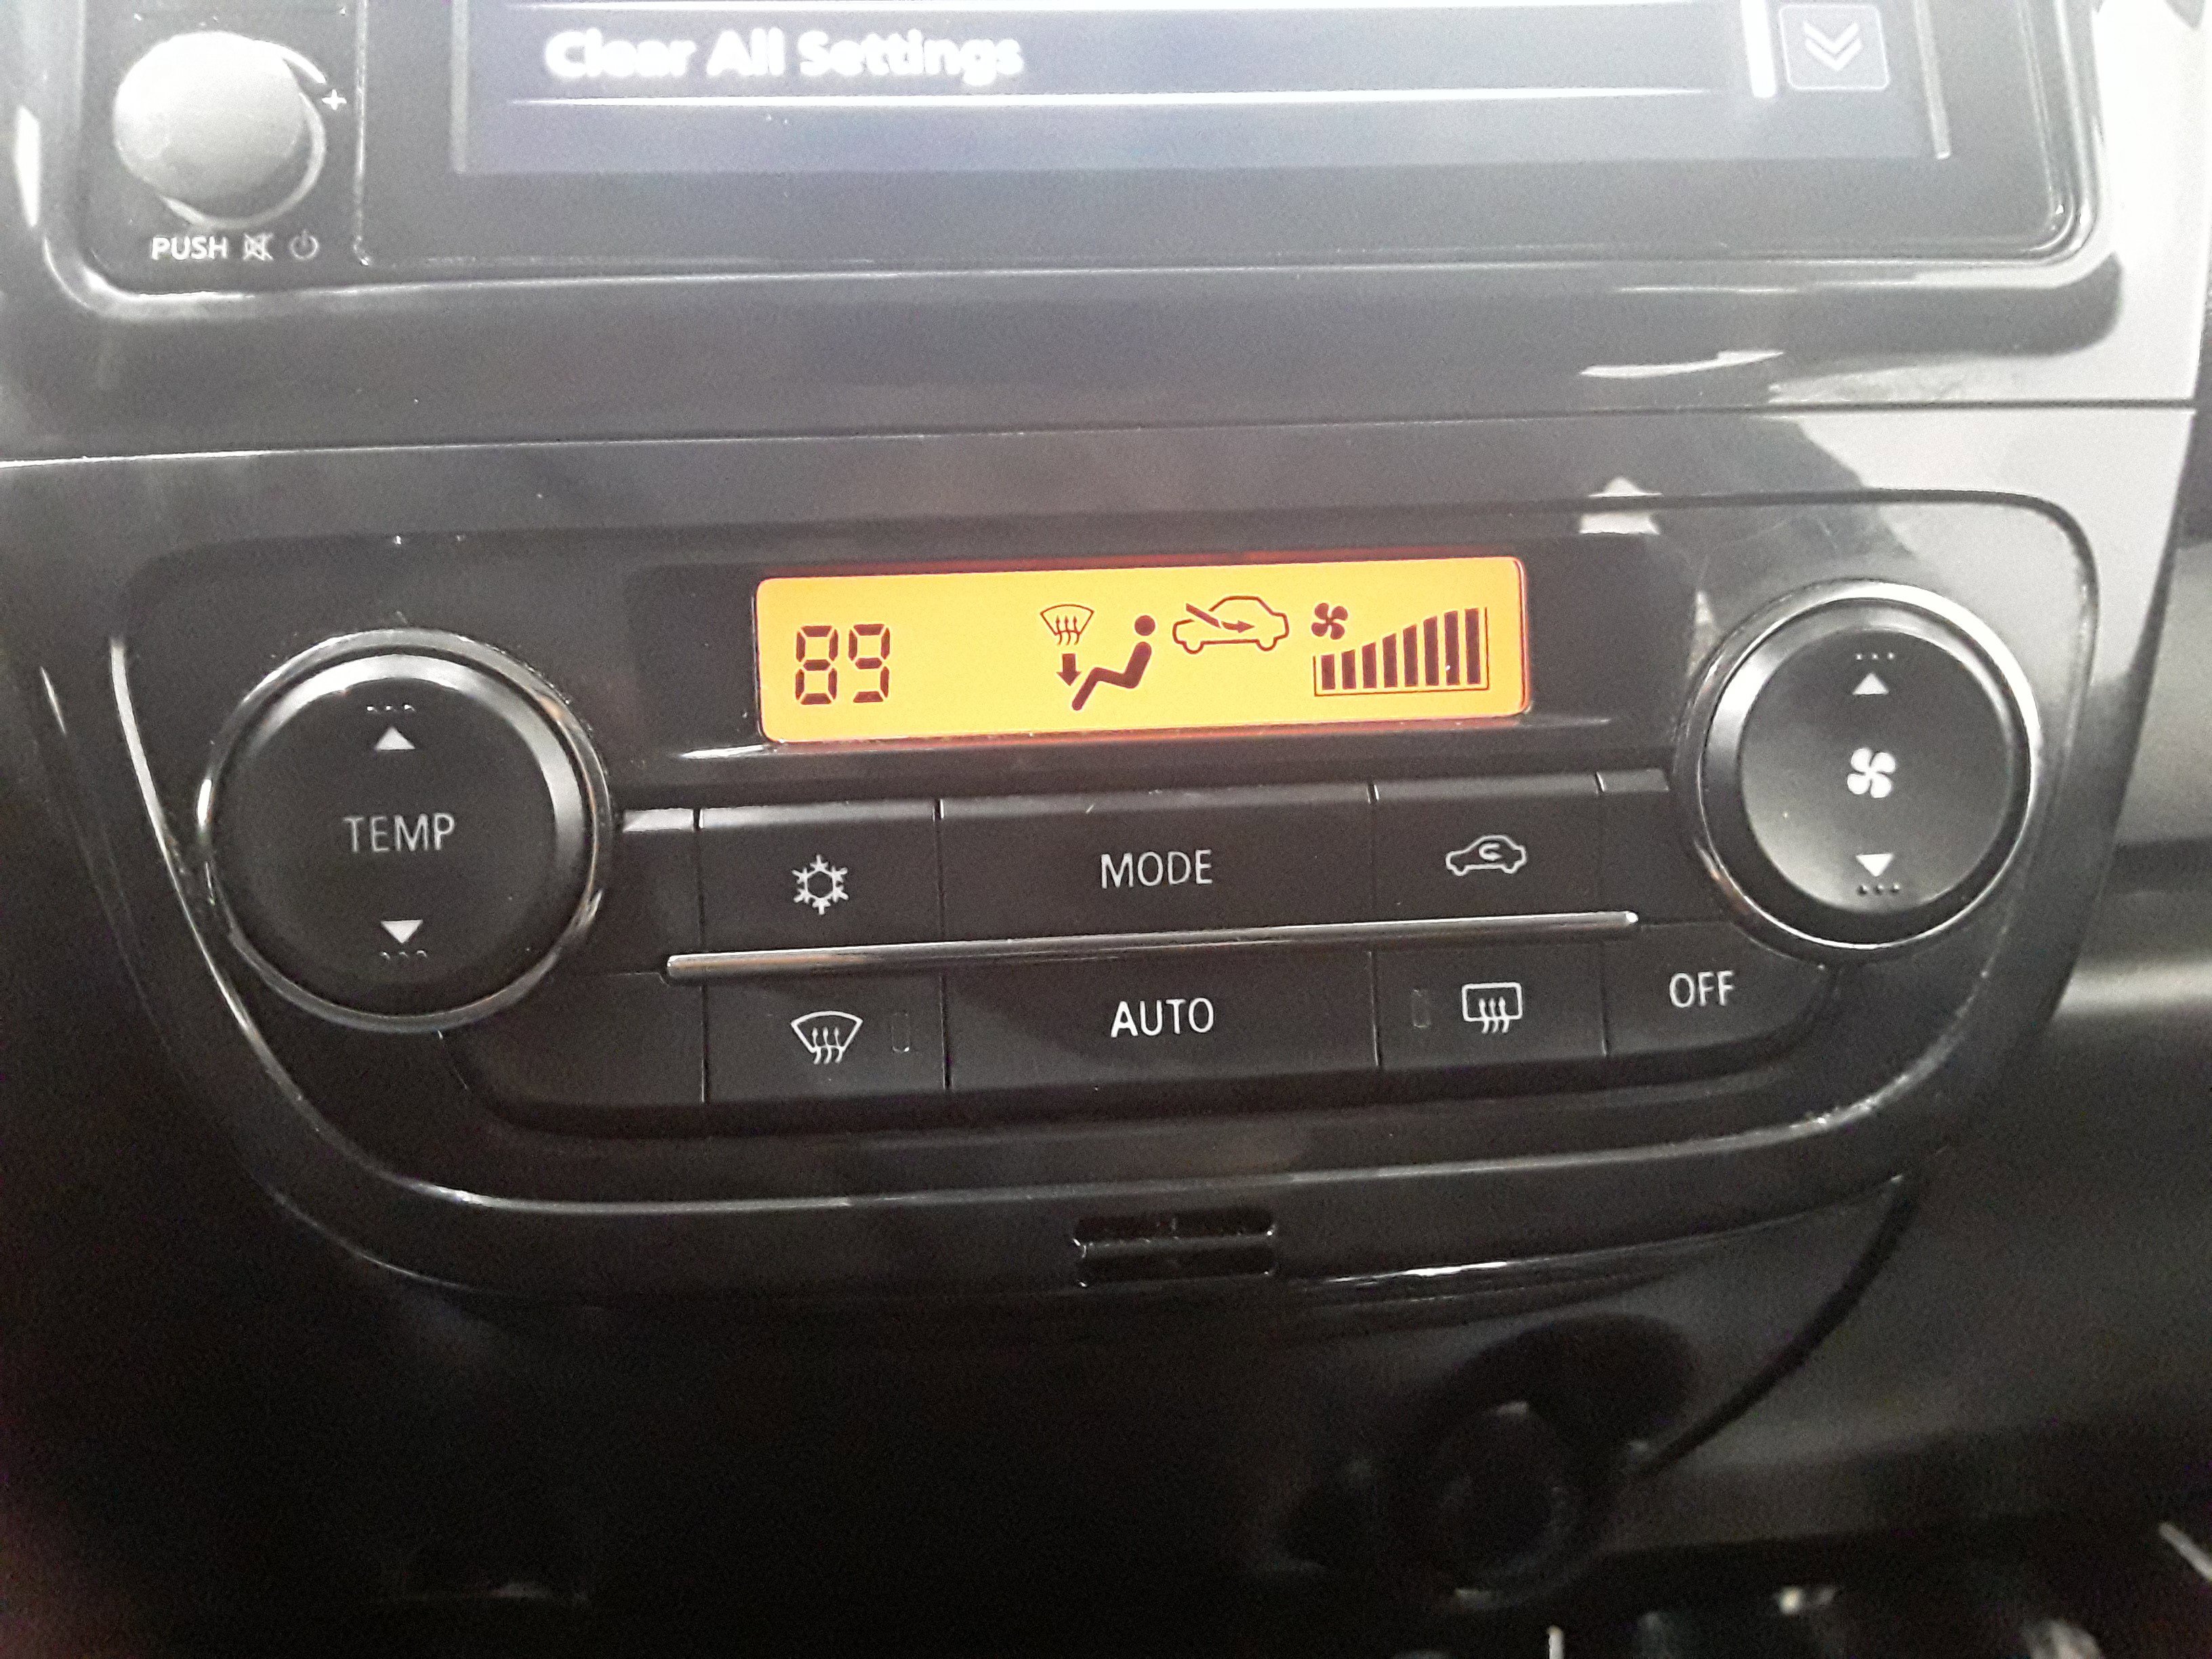 Clear All Settings
+
PUSH
89
TEMP
MODE
AUTO
OFF